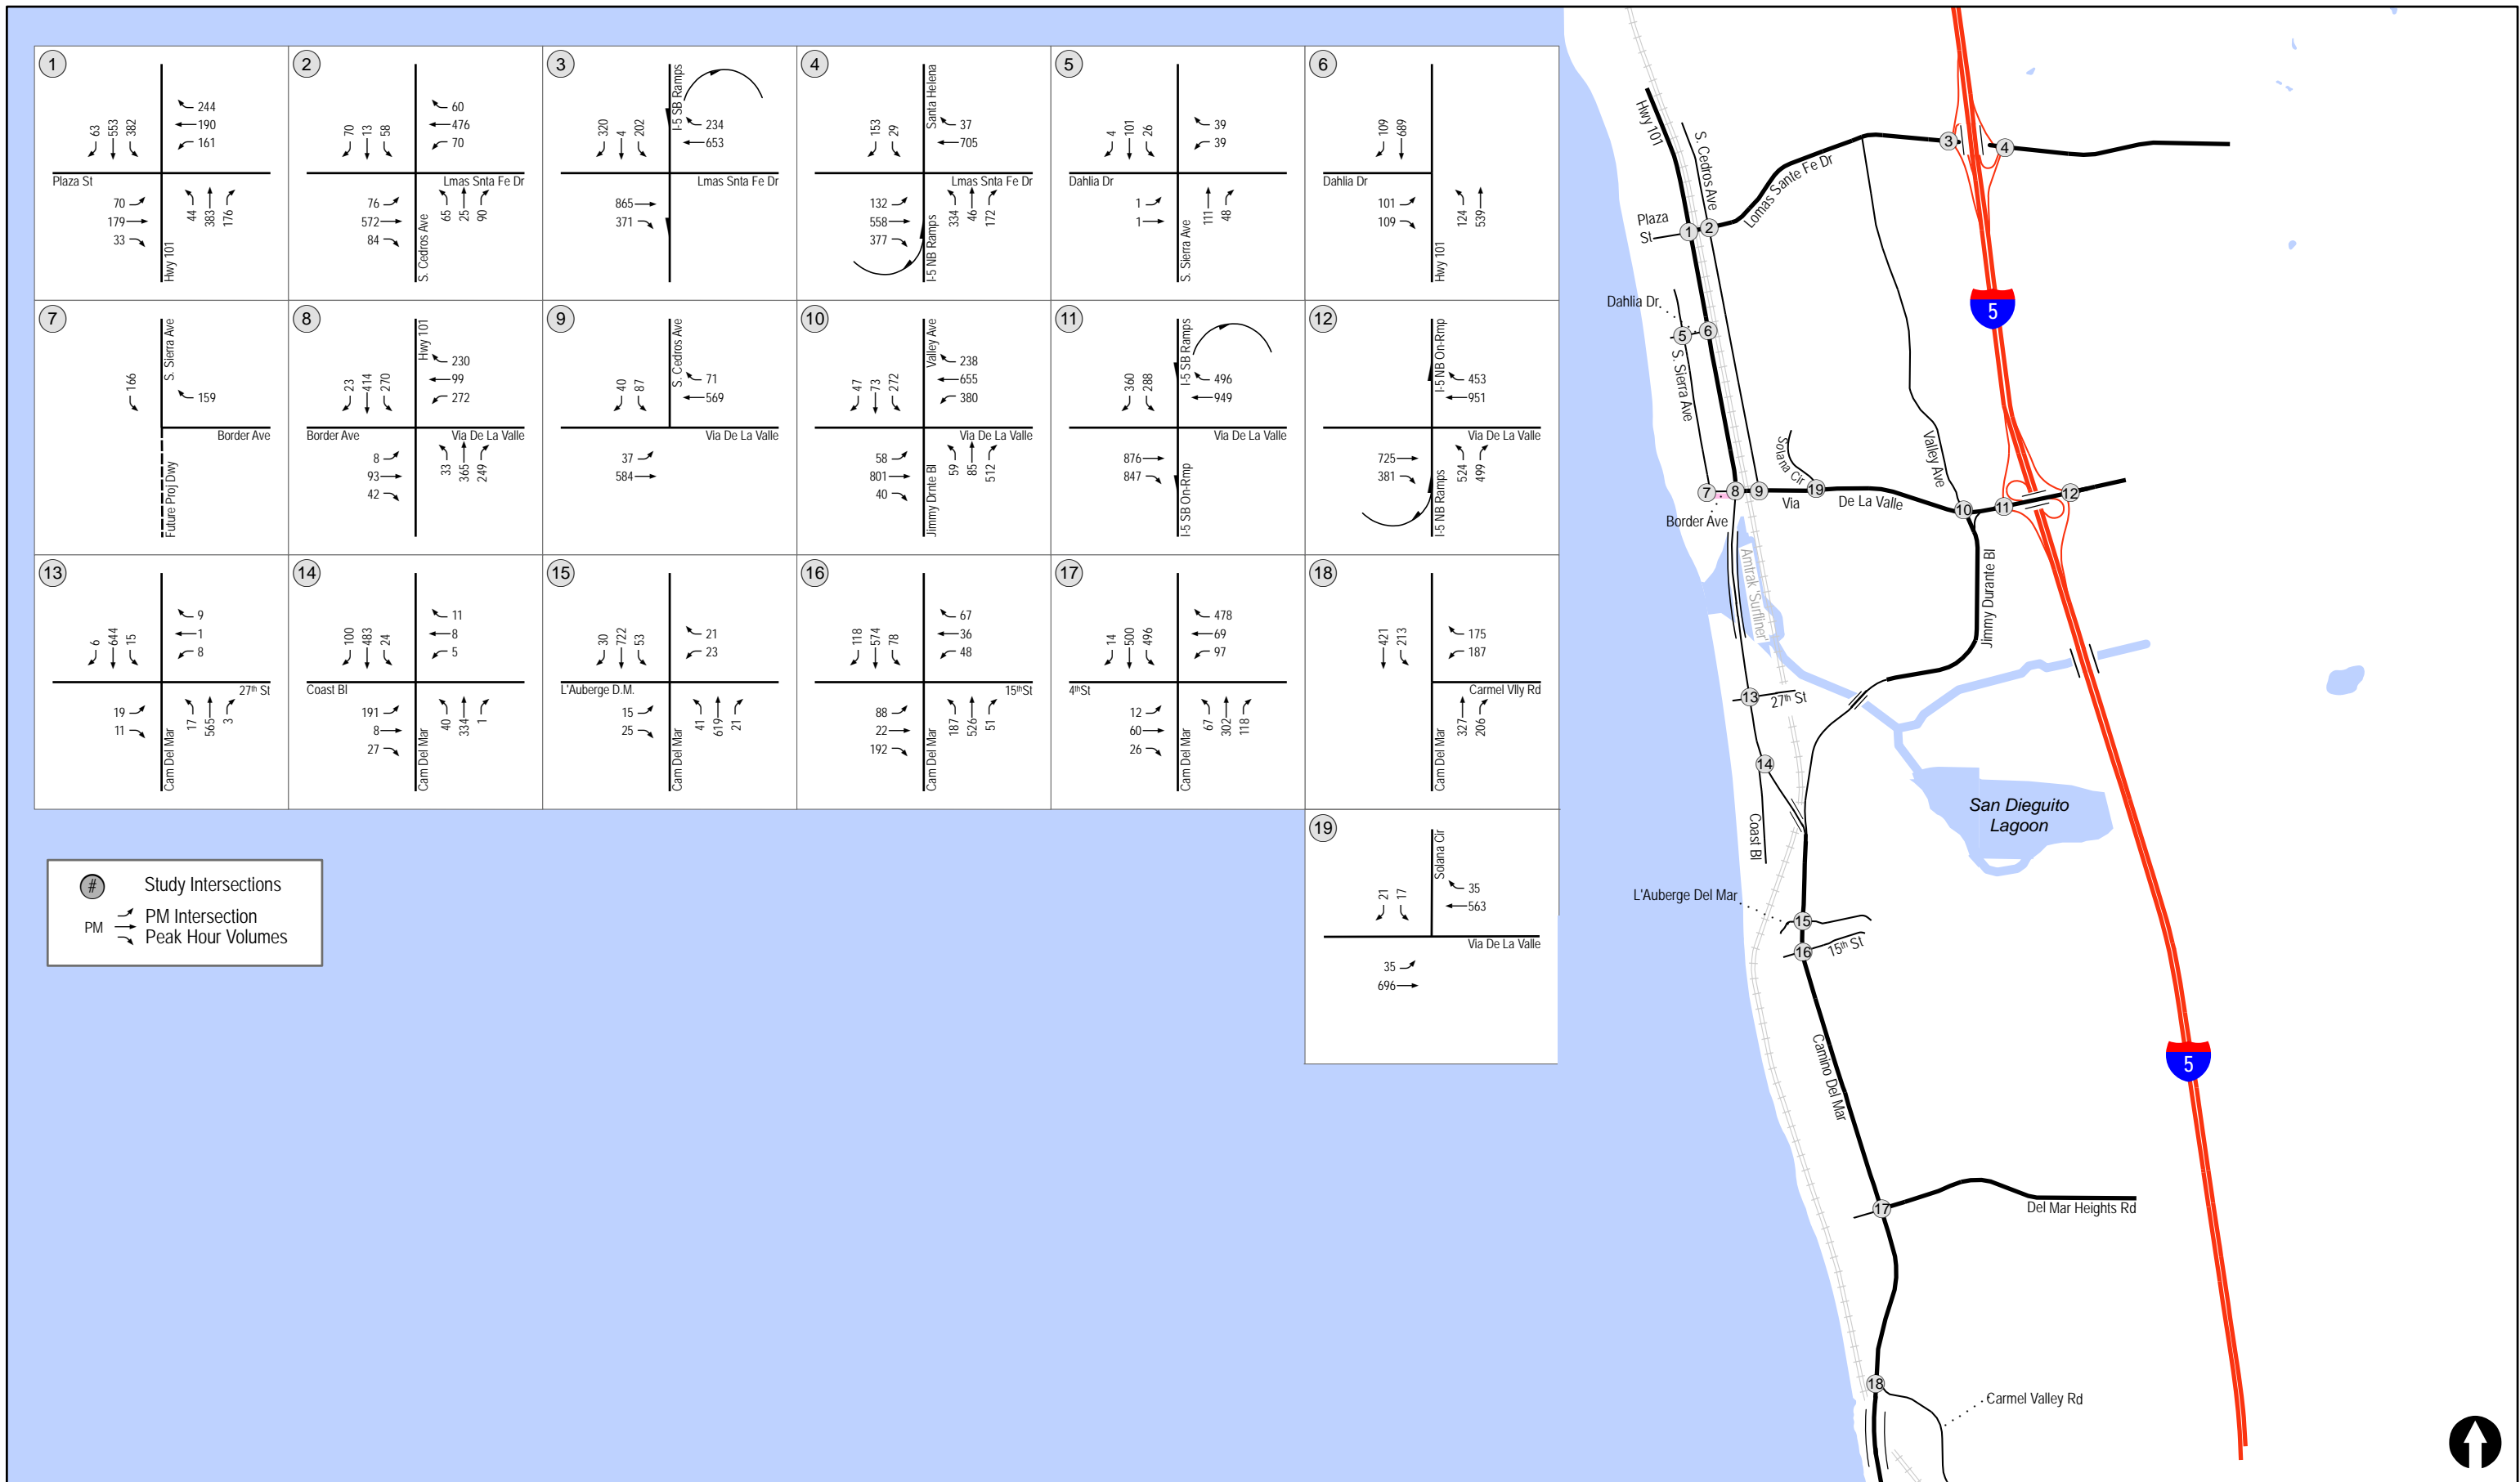 1
63
553
382
244
190
161
Plaza St
70
179
33
44
383
176
Hwy 101
2
70
13
58
60
476
70
Lmas Snta Fe Dr
76
572
84
65
25
90
S. Cedros Ave
3
320
4
202
I-5 SB Ramps
234
653
Lmas Snta Fe Dr
865
371
4
153
29
Santa Helena
37
705
Lmas Snta Fe Dr
132
558
377
334
46
172
I-5 NB Ramps
5
4
101
26
39
39
Dahlia Dr
1
1
111
48
S. Sierra Ave
6
109
689
Dahlia Dr
101
109
124
539
Hwy 101
7
166
S. Sierra Ave
159
Border Ave
Future Proj Dwy
8
23
414
270
Hwy 101
230
99
272
Border Ave
Via De La Valle
8
93
42
33
365
249
9
40
87
S. Cedros Ave
71
569
Via De La Valle
37
584
10
47
73
272
Valley Ave
238
655
380
Via De La Valle
58
801
40
59
85
512
Jimmy Drnte Bl
11
360
288
I-5 SB Ramps
496
949
Via De La Valle
876
847
I-5 SB On-Rmp
12
I-5 NB On-Rmp
453
951
Via De La Valle
725
381
524
499
I-5 NB Ramps
13
6
644
15
9
1
8
27th St
19
11
17
565
3
Cam Del Mar
14
100
483
24
11
8
5
Coast Bl
191
8
27
40
334
1
Cam Del Mar
15
30
722
53
21
23
L'Auberge D.M.
15
25
41
619
21
Cam Del Mar
16
118
574
78
67
36
48
15thSt
88
22
192
187
526
51
Cam Del Mar
17
14
500
496
478
69
97
4thSt
12
60
26
67
302
118
Cam Del Mar
18
421
213
175
187
Carmel Vlly Rd
327
206
Cam Del Mar
19
21
17
Solana Cir
35
563
Via De La Valle
35
696
# Study Intersections
PM
PM Intersection
Peak Hour Volumes
Hwy 101
S. Cedros Ave
Lomas Sante Fe Dr
3
4
Plaza
St
1
2
Dahlia Dr
5
6
S. Sierra Ave
5
Valley Ave
Solana Cir
7
8
9
19
Via
De La Valle
10
11
12
Border Ave
Amtrak 'Surfliner'
Jimmy Durante Bl
13
27th St
14
Coast Bl
San Dieguito
Lagoon
L'Auberge Del Mar
15
16
15th St
Camino Del Mar
5
17
Del Mar Heights Rd
18
Carmel Valley Rd